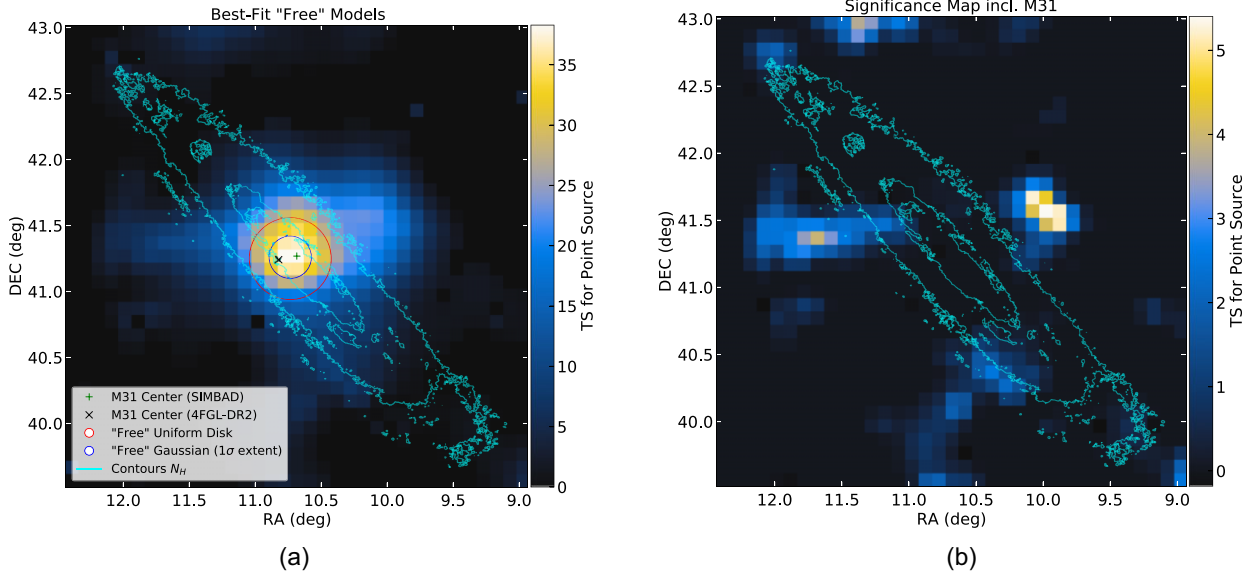 Best-Fit "Free" Models
43.0
42.5
42.0
41.5
41.0
40.5
40.0
DEC (deg)
12.0 11.5 11.0 10.5 10.0 9.5 9.0
RA (deg)
M31 Center (SIMBAD)
M31 Center (4FGL-DR2)
"Free" Uniform Disk
"Free" Gaussian (1σ extent)
Contours N_H
35
30
25
20
15
10
5
0
TS for Point Source
(a)
Significance Map incl. M31
43.0
42.5
42.0
41.5
41.0
40.5
40.0
DEC (deg)
12.0 11.5 11.0 10.5 10.0 9.5 9.0
RA (deg)
5
4
3
2
1
0
TS for Point Source
(b)